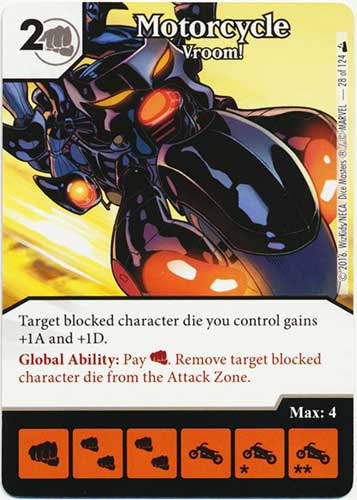 2
Motorcycle
Vroom!
Target blocked character die you control gains
+1A and +1D.
Global Ability: Pay . Remove target blocked
character die from the Attack Zone.
Max: 4
*
**
© 2016. WizKids/NECA. Dice Masters ® /© MARVEL — 28 of 124